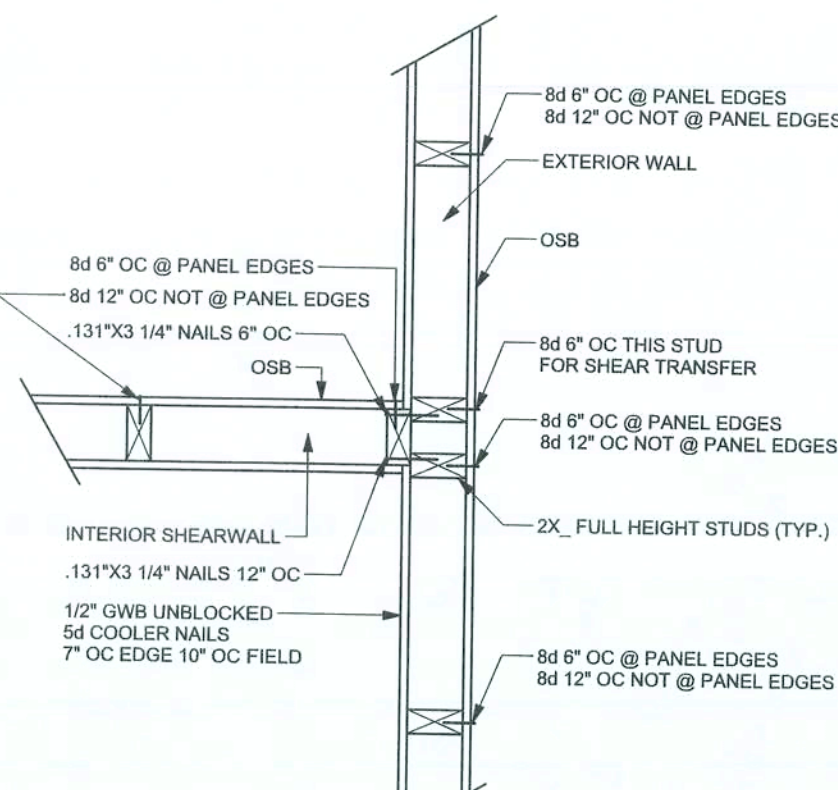 8d 6" OC @ PANEL EDGES
8d 12" OC NOT @ PANEL EDGES
EXTERIOR WALL
OSB
8d 6" OC @ PANEL EDGES
8d 12" OC NOT @ PANEL EDGES
.131"X3 1/4" NAILS 6" OC
OSB
8d 6" OC THIS STUD
FOR SHEAR TRANSFER
8d 6" OC @ PANEL EDGES
8d 12" OC NOT @ PANEL EDGES
INTERIOR SHEARWALL
2X_ FULL HEIGHT STUDS (TYP.)
.131"X3 1/4" NAILS 12" OC
1/2" GWB UNBLOCKED
5d COOLER NAILS
7" OC EDGE 10" OC FIELD
8d 6" OC @ PANEL EDGES
8d 12" OC NOT @ PANEL EDGES